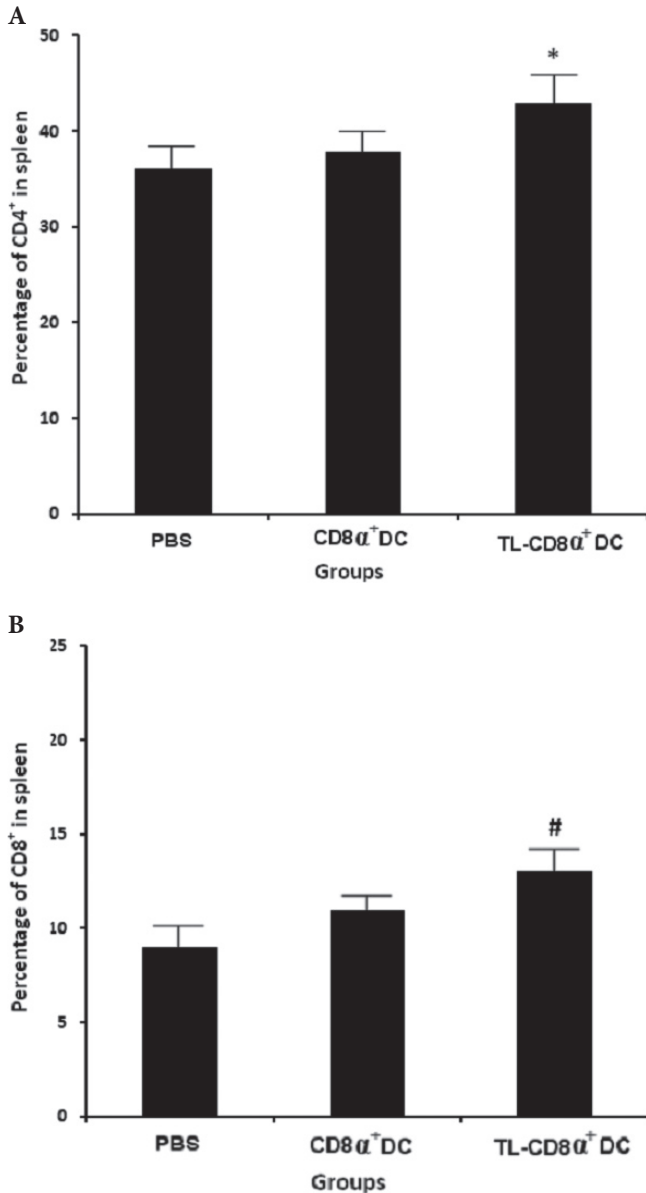 A
50
*
40
30
20
10
0
Percentage of CD4⁺ in spleen
PBS
CD8α⁺DC
TL-CD8α⁺DC
Groups
B
25
20
15
#
10
5
0
Percentage of CD8⁺ in spleen
PBS
CD8α⁺DC
TL-CD8α⁺DC
Groups